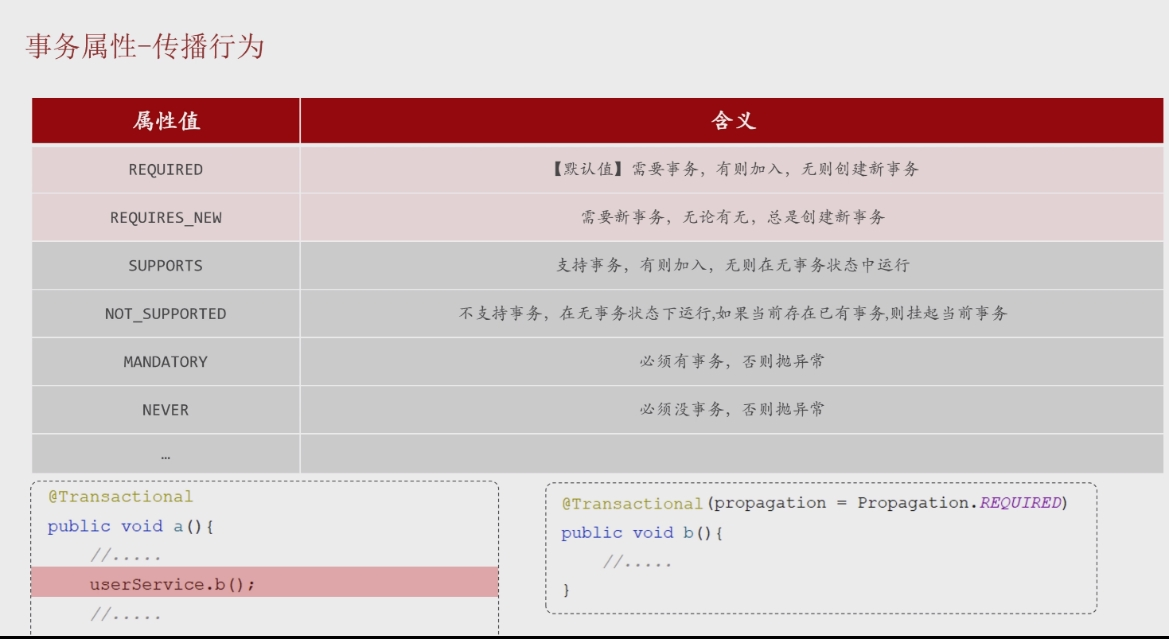 事务属性-传播行为
属性值 含义
REQUIRED 【默认值】需要事务，有则加入，无则创建新事务
REQUIRES_NEW 需要新事务，无论有无，总是创建新事务
SUPPORTS 支持事务，有则加入，无则在无事务状态中运行
NOT_SUPPORTED 不支持事务，在无事务状态下运行,如果当前存在已有事务,则挂起当前事务
MANDATORY 必须有事务，否则抛异常
NEVER 必须没事务，否则抛异常
…
@Transactional
public void a(){
//.....
userService.b();
//.....
@Transactional(propagation = Propagation.REQUIRED)
public void b(){
//.....
}